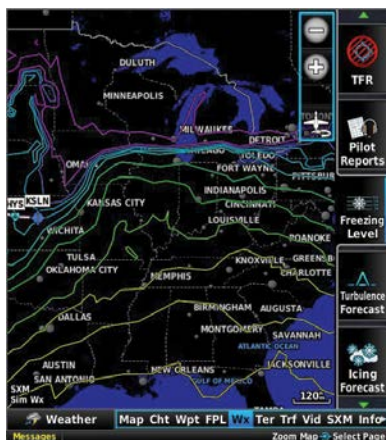 DULUTH
MINNEAPOLIS
TFR
MILWAUKEE
DETROIT
Pilot
Reports
CHICAGO
TOLEDO
OMAHA
FORT WAYNE
PITTSBUR
HYS
KSLN
INDIANAPOLIS
KANSAS CITY
CINCINNATI
Freezing
Level
LOUISVILLE
WICHITA
ROANOKE
TULSA
KNOXVILLE
GREENSB
OKLAHOMA CITY
CHARLOTTE
MEMPHIS
Turbulence
Forecast
BIRMINGHAM
AUGUSTA
DALLAS
MONTGOMERY
SAVANNAH
ATLANTIC OCEAN
AUSTIN
JACKSONVILLE
NEW ORLEANS
SAN ANTONIO
GULF OF MEXICO
Icing
Forecast
SXM
Sim Wx
120
Weather
Map Cht Wpt FPL Wx Ter Trf Vid SXM Info
Messages
Zoom Map Select Page